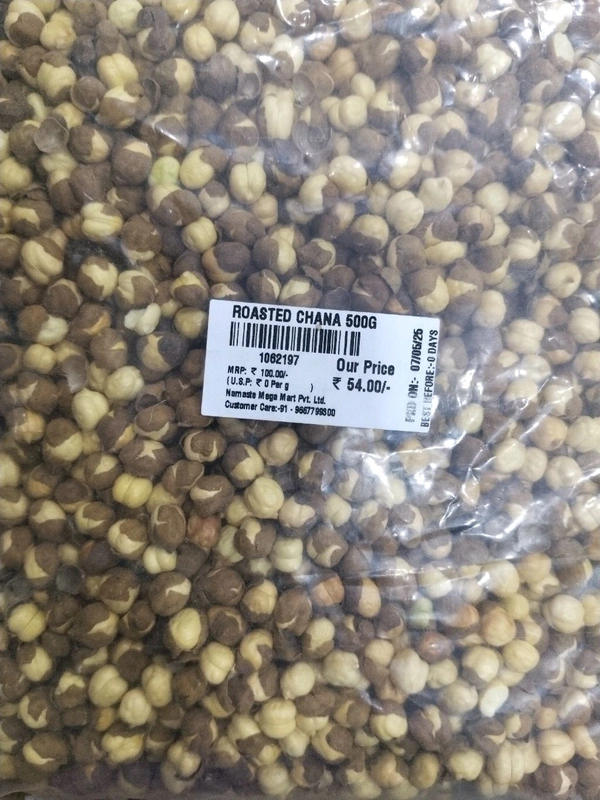 ROASTED CHANA 500G
1062197
Our Price
MRP: ₹ 100.00/-
(U.S.P: ₹ 0 Per g )
₹ 54.00/-
Namaste Mega Mart Pvt. Ltd.
Customer Care:-91 - 9667799300
PKD ON:- 07/05/25
BEST BEFORE:-0 DAYS